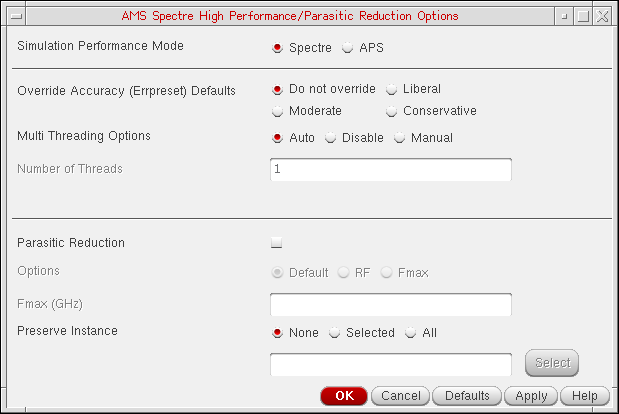 AMS Spectre High Performance/Parasitic Reduction Options
Simulation Performance Mode Spectre APS
Override Accuracy (Errpreset) Defaults Do not override Liberal
Moderate Conservative
Multi Threading Options Auto Disable Manual
Number of Threads 1
Parasitic Reduction
Options Default RF Fmax
Fmax (GHz)
Preserve Instance None Selected All
Select
OK Cancel Defaults Apply Help